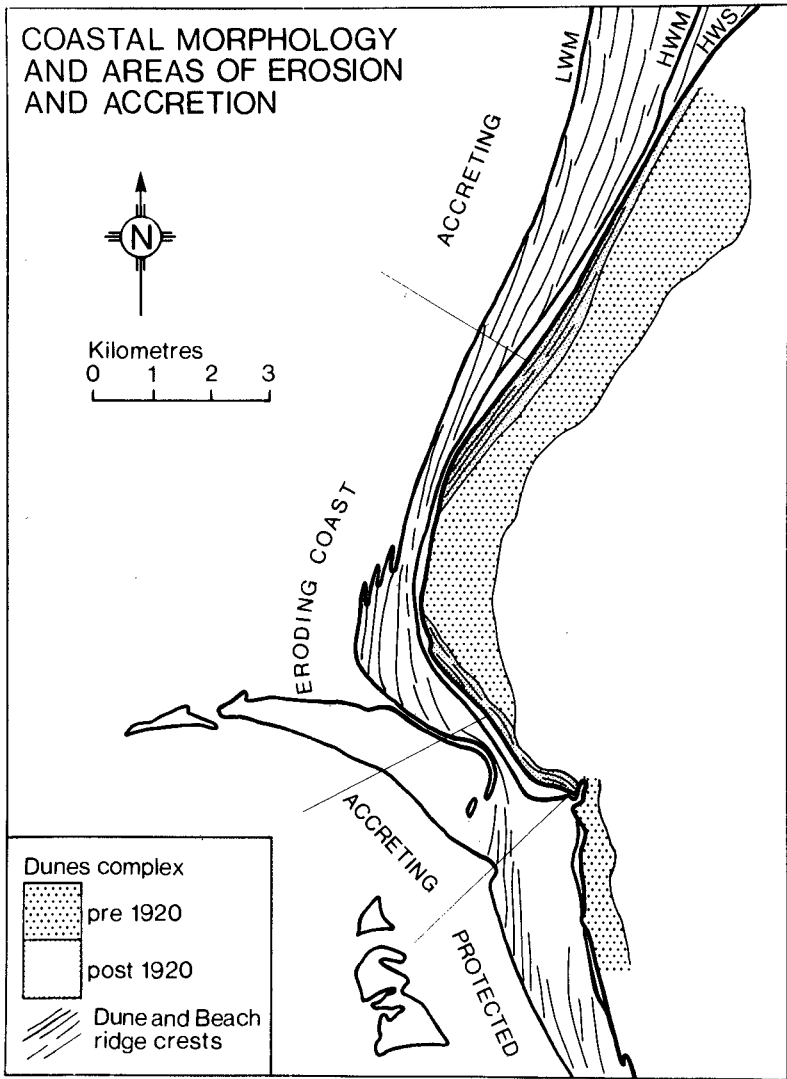 COASTAL MORPHOLOGY
AND AREAS OF EROSION
AND ACCRETION
LWM
HWM
HWS
ACCRETING
N
Kilometres
0 1 2 3
ERODING COAST
ACCRETING
PROTECTED
Dunes complex
pre 1920
post 1920
Dune and Beach
ridge crests